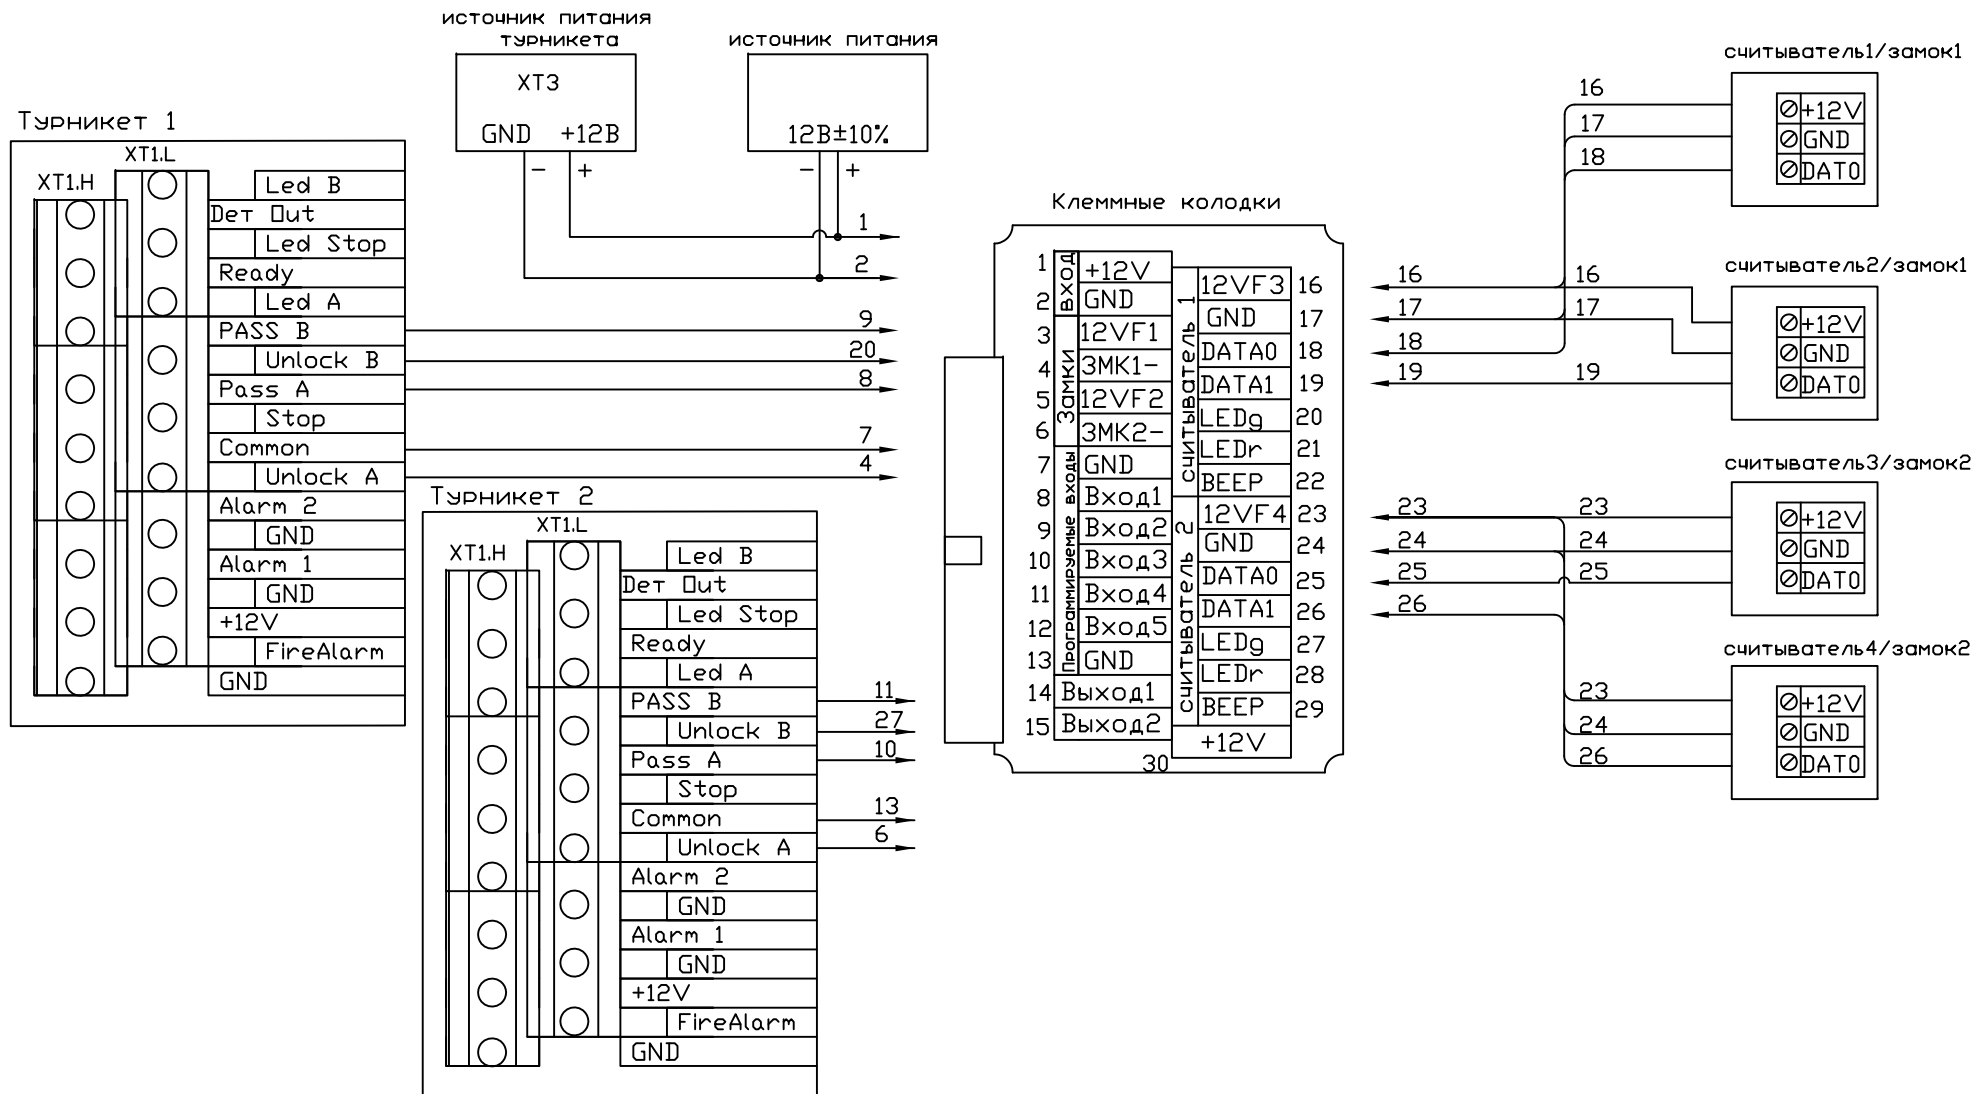 источник питания
турникета
XT3
GND +12В
− +
источник питания
12В±10%
− +
1
2
Турникет 1
XT1.L
XT1.H
Led B
Dет Out
Led Stop
Ready
Led A
PASS B
Unlock B
Pass A
Stop
Common
Unlock A
Alarm 2
GND
Alarm 1
GND
+12V
FireAlarm
GND
9
20
8
7
4
Турникет 2
XT1.L
XT1.H
Led B
Dет Out
Led Stop
Ready
Led A
PASS B
Unlock B
Pass A
Stop
Common
Unlock A
Alarm 2
GND
Alarm 1
GND
+12V
FireAlarm
GND
11
27
10
13
6
Клеммные колодки
вход
1 +12V
2 GND
Замки
3 12VF1
4 ЗМК1-
5 12VF2
6 ЗМК2-
Программируемые входы
7 GND
8 Вход1
9 Вход2
10 Вход3
11 Вход4
12 Вход5
13 GND
14 Выход1
15 Выход2
считыватель 1
12VF3 16
GND 17
DATA0 18
DATA1 19
LEDg 20
LEDr 21
BEEP 22
считыватель 2
12VF4 23
GND 24
DATA0 25
DATA1 26
LEDg 27
LEDr 28
BEEP 29
+12V
30
16
17
18
19
23
24
25
26
считыватель1/замок1
16 +12V
17 GND
18 DAT0
считыватель2/замок1
16 +12V
17 GND
19 DAT0
считыватель3/замок2
23 +12V
24 GND
25 DAT0
считыватель4/замок2
23 +12V
24 GND
26 DAT0